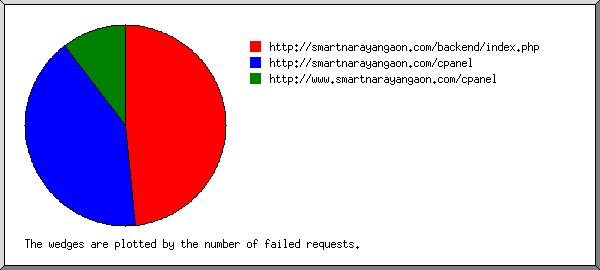 http://smartnarayangaon.com/backend/index.php
http://smartnarayangaon.com/cpanel
http://www.smartnarayangaon.com/cpanel
The wedges are plotted by the number of failed requests.